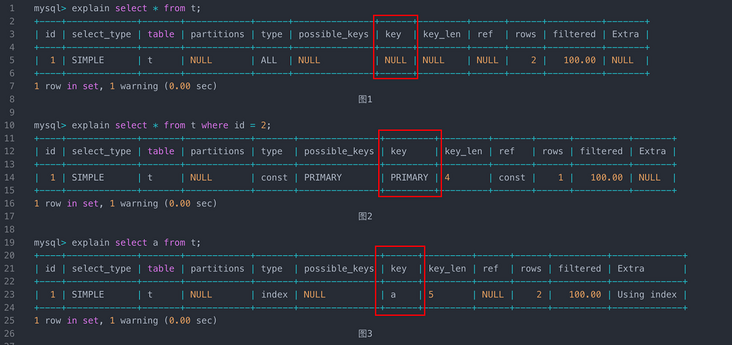 1 mysql> explain select * from t;
2 +----+-------------+-------+------------+------+---------------+------+---------+------+------+----------+-------+
3 | id | select_type | table | partitions | type | possible_keys | key | key_len | ref | rows | filtered | Extra |
4 +----+-------------+-------+------------+------+---------------+------+---------+------+------+----------+-------+
5 | 1 | SIMPLE | t | NULL | ALL | NULL | NULL | NULL | NULL | 2 | 100.00 | NULL |
6 +----+-------------+-------+------------+------+---------------+------+---------+------+------+----------+-------+
7 1 row in set, 1 warning (0.00 sec)
8 图1
9
10 mysql> explain select * from t where id = 2;
11 +----+-------------+-------+------------+-------+---------------+---------+---------+-------+------+----------+-------+
12 | id | select_type | table | partitions | type | possible_keys | key | key_len | ref | rows | filtered | Extra |
13 +----+-------------+-------+------------+-------+---------------+---------+---------+-------+------+----------+-------+
14 | 1 | SIMPLE | t | NULL | const | PRIMARY | PRIMARY | 4 | const | 1 | 100.00 | NULL |
15 +----+-------------+-------+------------+-------+---------------+---------+---------+-------+------+----------+-------+
16 1 row in set, 1 warning (0.00 sec)
17 图2
18
19 mysql> explain select a from t;
20 +----+-------------+-------+------------+-------+---------------+------+---------+------+------+----------+-------------+
21 | id | select_type | table | partitions | type | possible_keys | key | key_len | ref | rows | filtered | Extra |
22 +----+-------------+-------+------------+-------+---------------+------+---------+------+------+----------+-------------+
23 | 1 | SIMPLE | t | NULL | index | NULL | a | 5 | NULL | 2 | 100.00 | Using index |
24 +----+-------------+-------+------------+-------+---------------+------+---------+------+------+----------+-------------+
25 1 row in set, 1 warning (0.00 sec)
26 图3